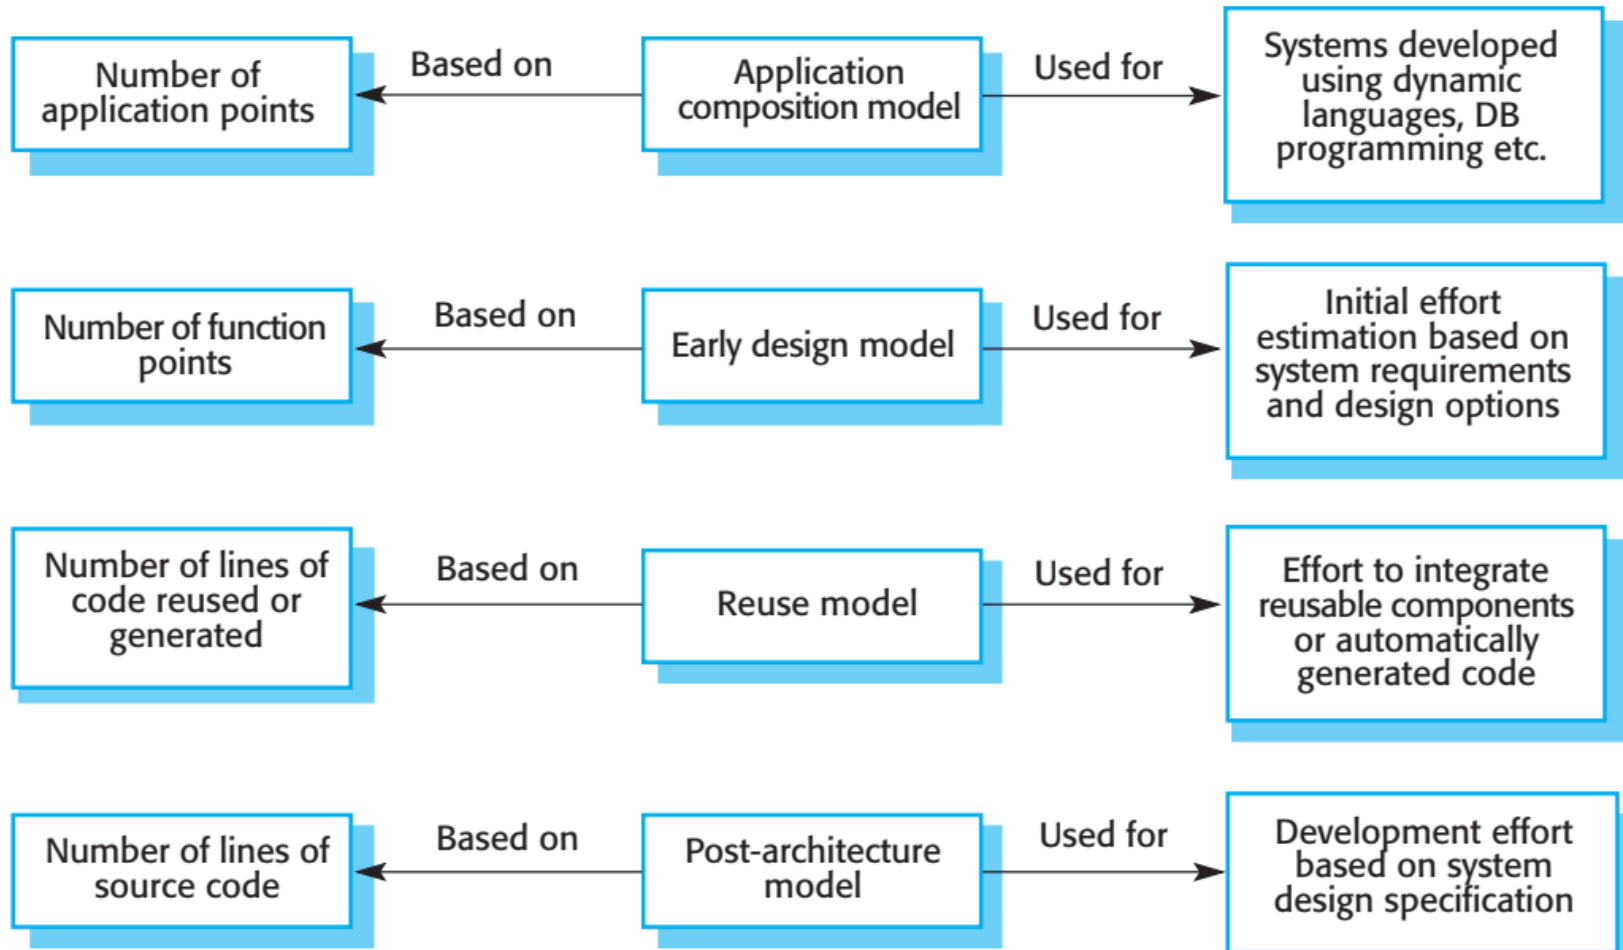 Number of
application points
Based on
Application
composition model
Used for
Systems developed
using dynamic
languages, DB
programming etc.
Number of function
points
Based on
Early design model
Used for
Initial effort
estimation based on
system requirements
and design options
Number of lines of
code reused or
generated
Based on
Reuse model
Used for
Effort to integrate
reusable components
or automatically
generated code
Number of lines of
source code
Based on
Post-architecture
model
Used for
Development effort
based on system
design specification